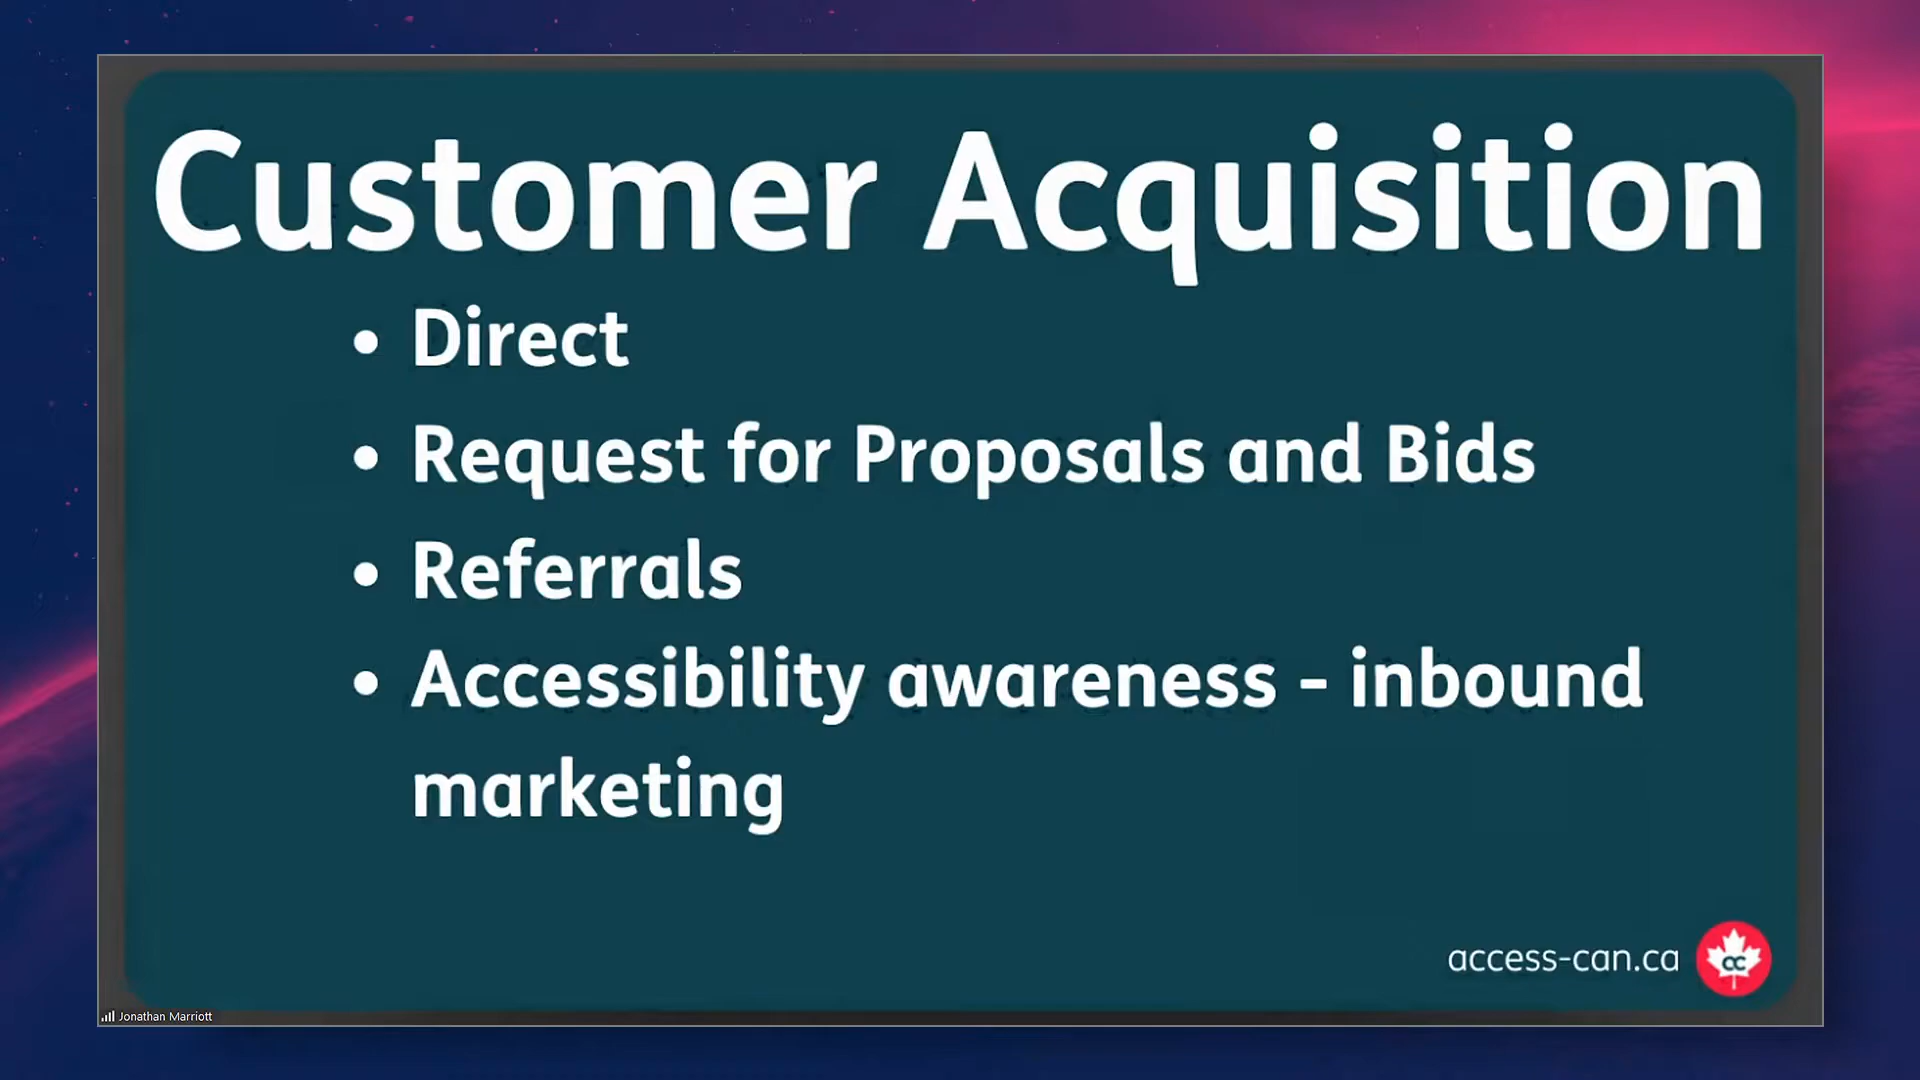 Customer Acquisition
• Direct
• Request for Proposals and Bids
• Referrals
• Accessibility awareness - inbound
marketing
access-can.ca
ac
Jonathan Marriott